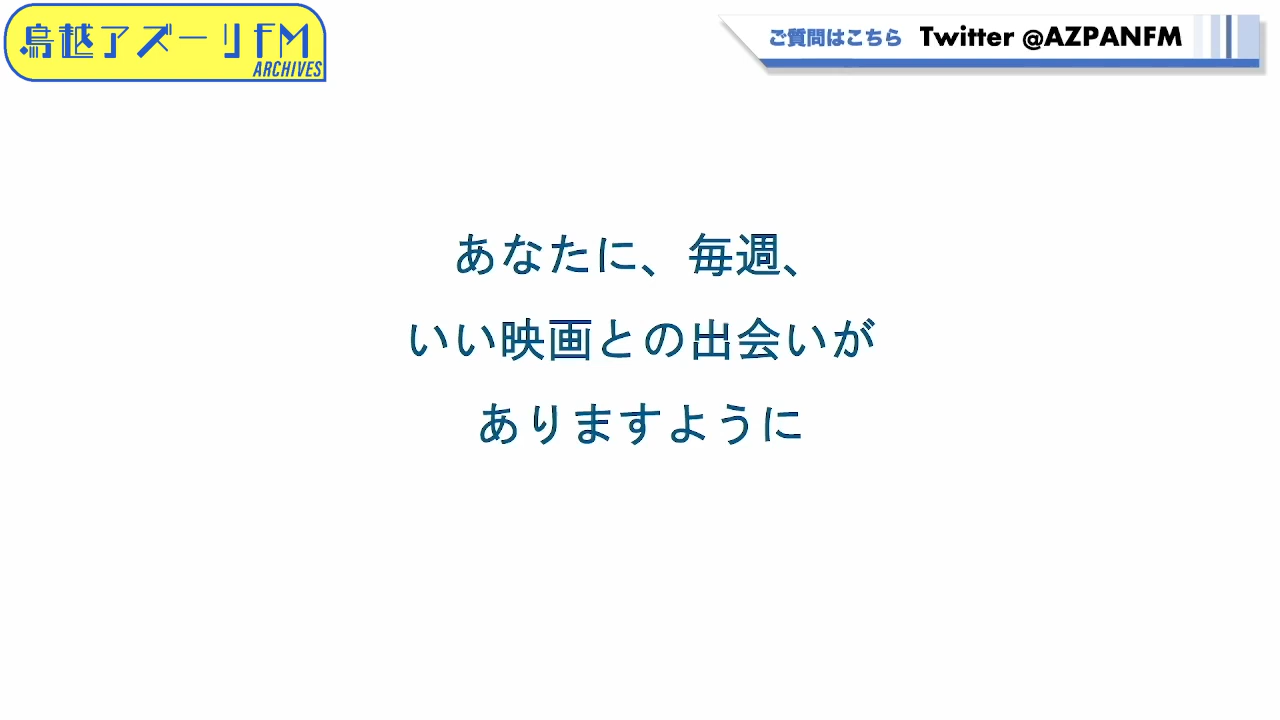 鳥越アズーリFM
ARCHIVES
ご質問はこちら Twitter @AZPANFM
あなたに、毎週、
いい映画との出会いが
ありますように